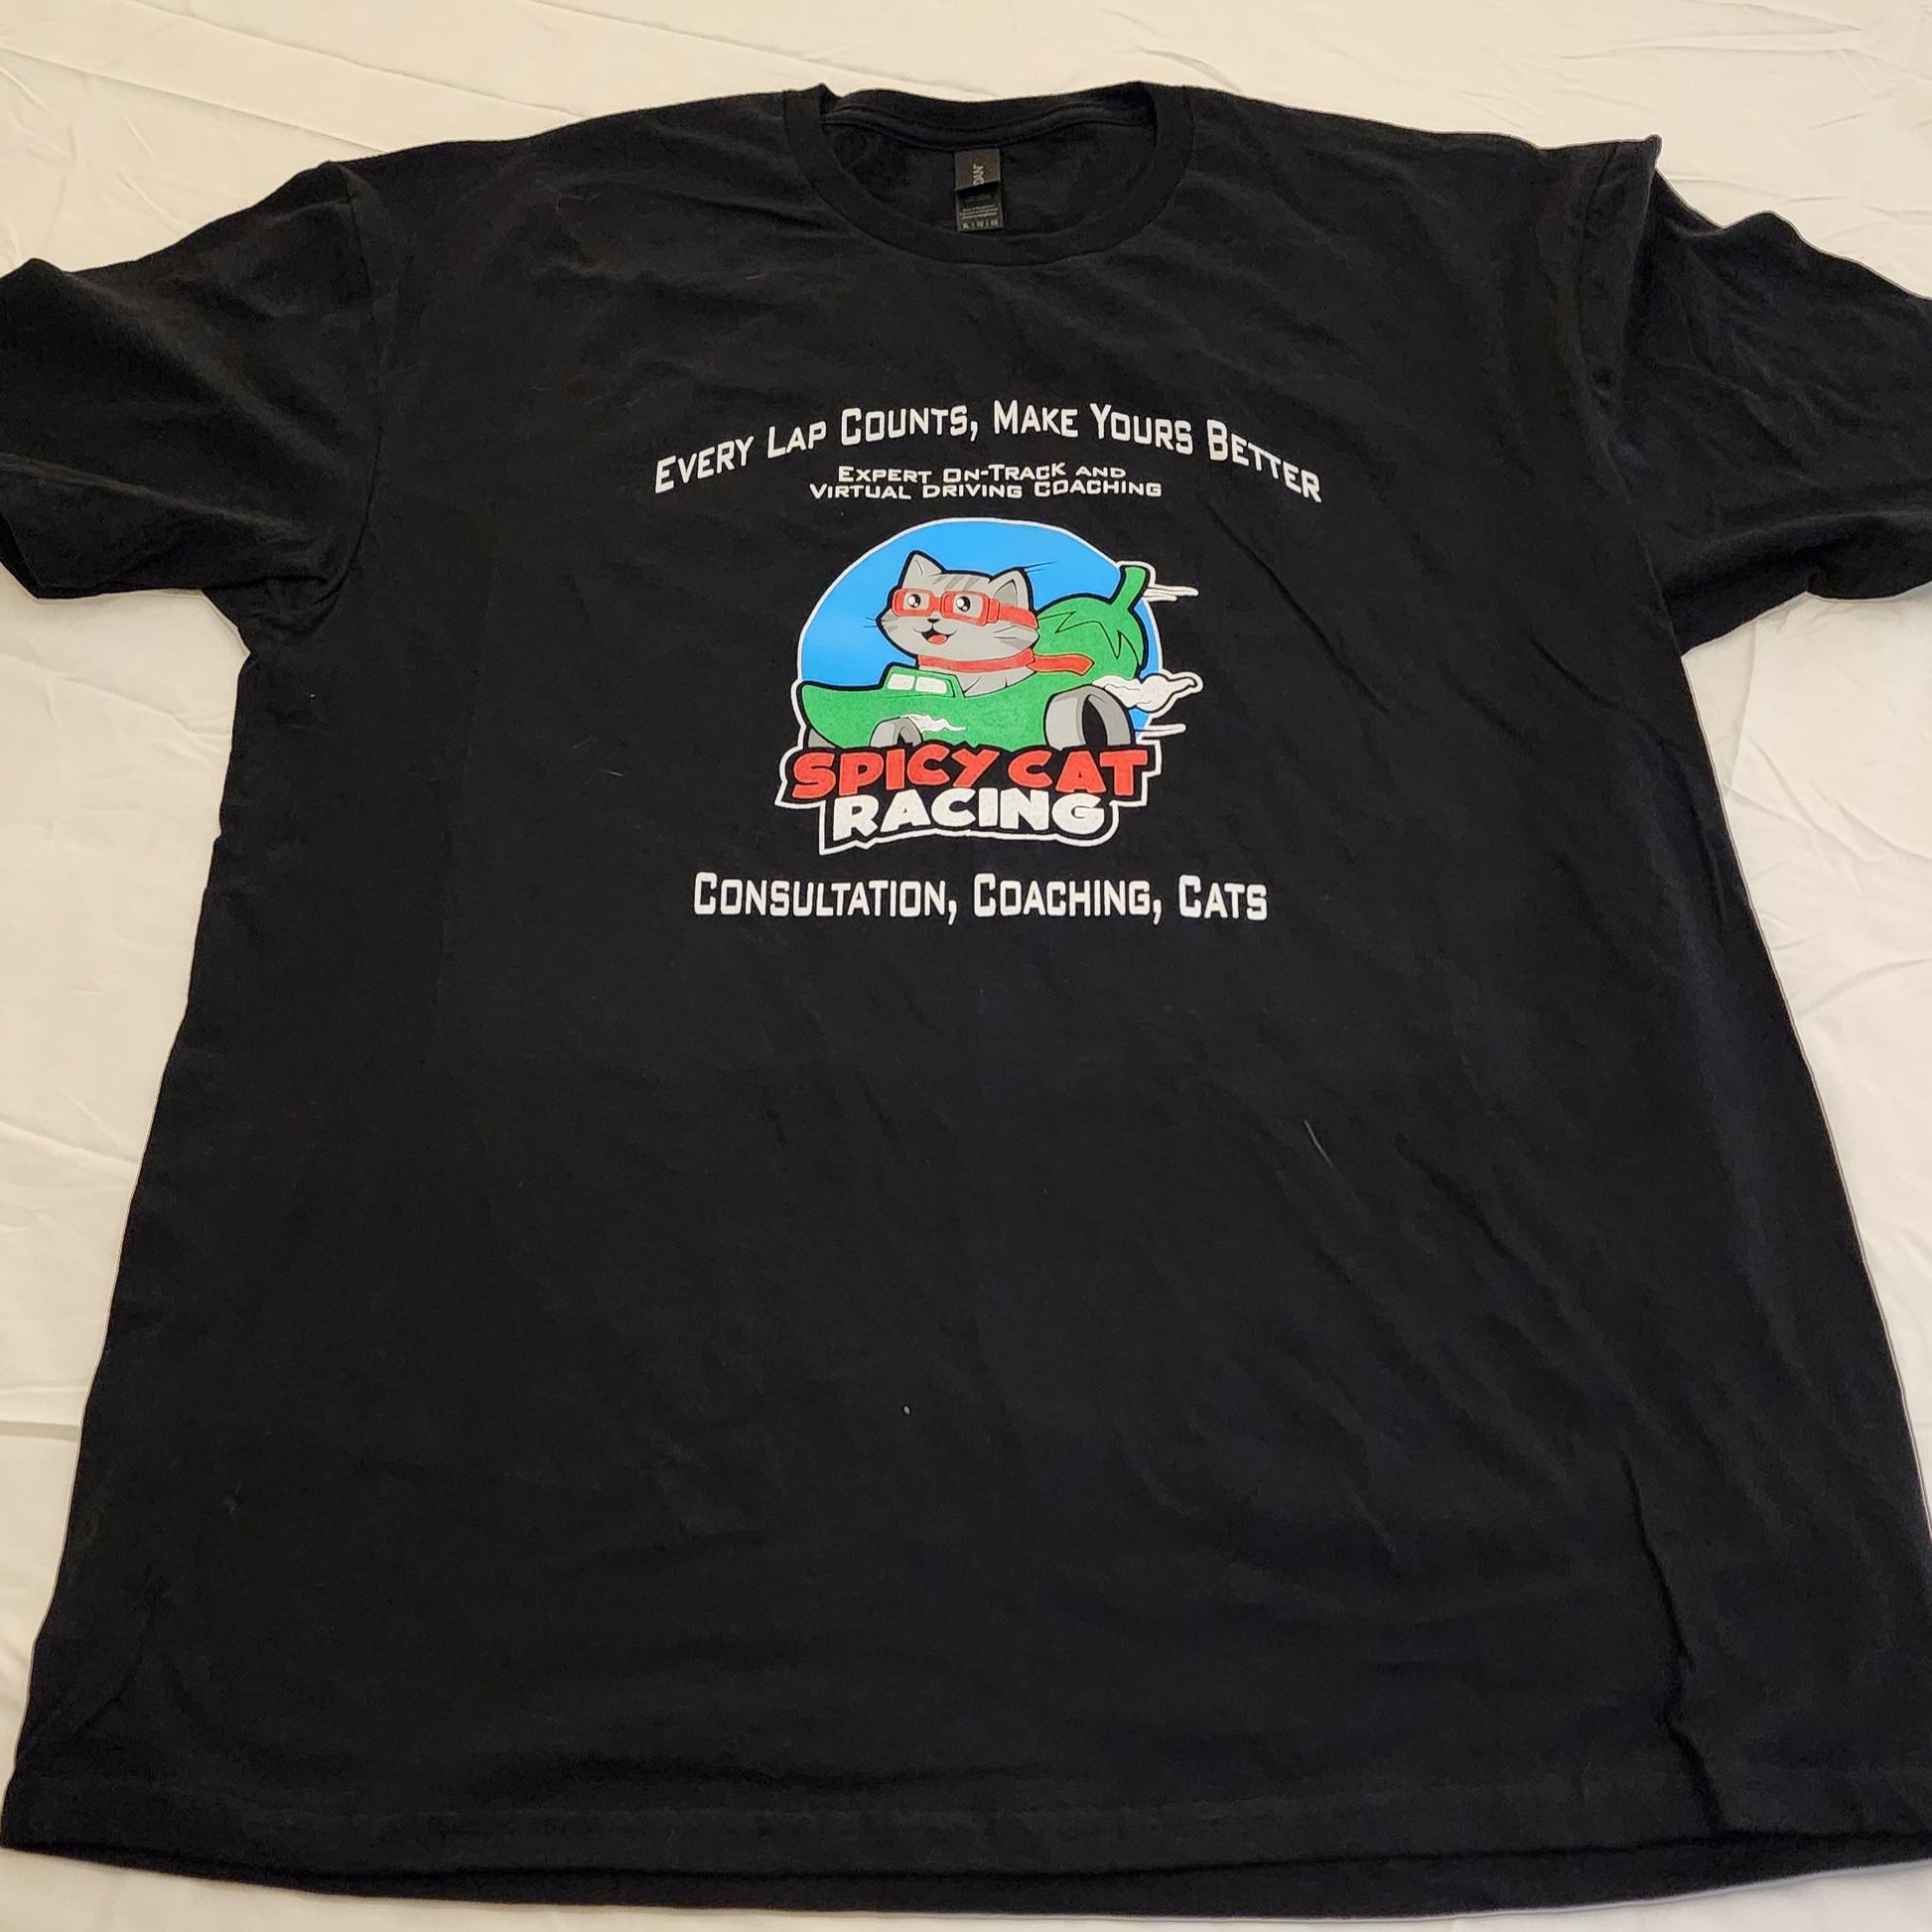 EVERY LAP COUNTS, MAKE YOURS BETTER
EXPERT ON-TRACK AND
VIRTUAL DRIVING COACHING
SPICY CAT
RACING
CONSULTATION, COACHING, CATS